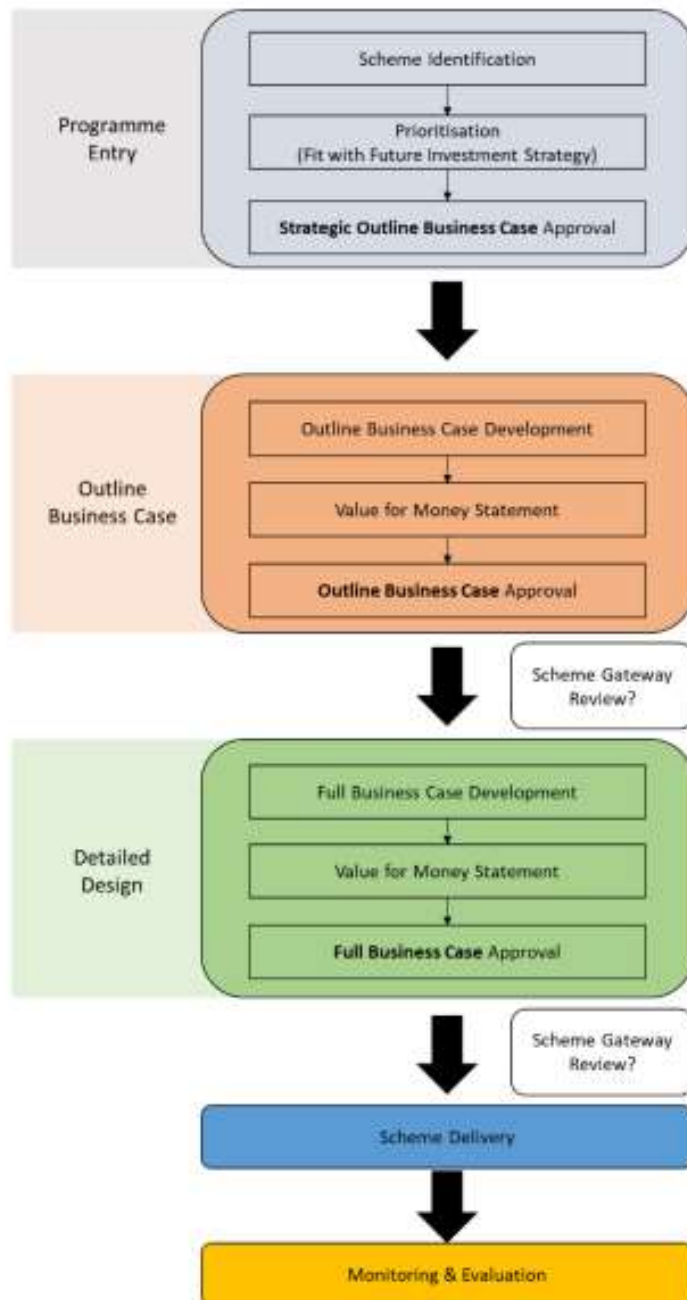 Programme
Entry
Scheme Identification
Prioritisation
(Fit with Future Investment Strategy)
Strategic Outline Business Case Approval
Outline
Business Case
Outline Business Case Development
Value for Money Statement
Outline Business Case Approval
Scheme Gateway
Review?
Detailed
Design
Full Business Case Development
Value for Money Statement
Full Business Case Approval
Scheme Gateway
Review?
Scheme Delivery
Monitoring & Evaluation